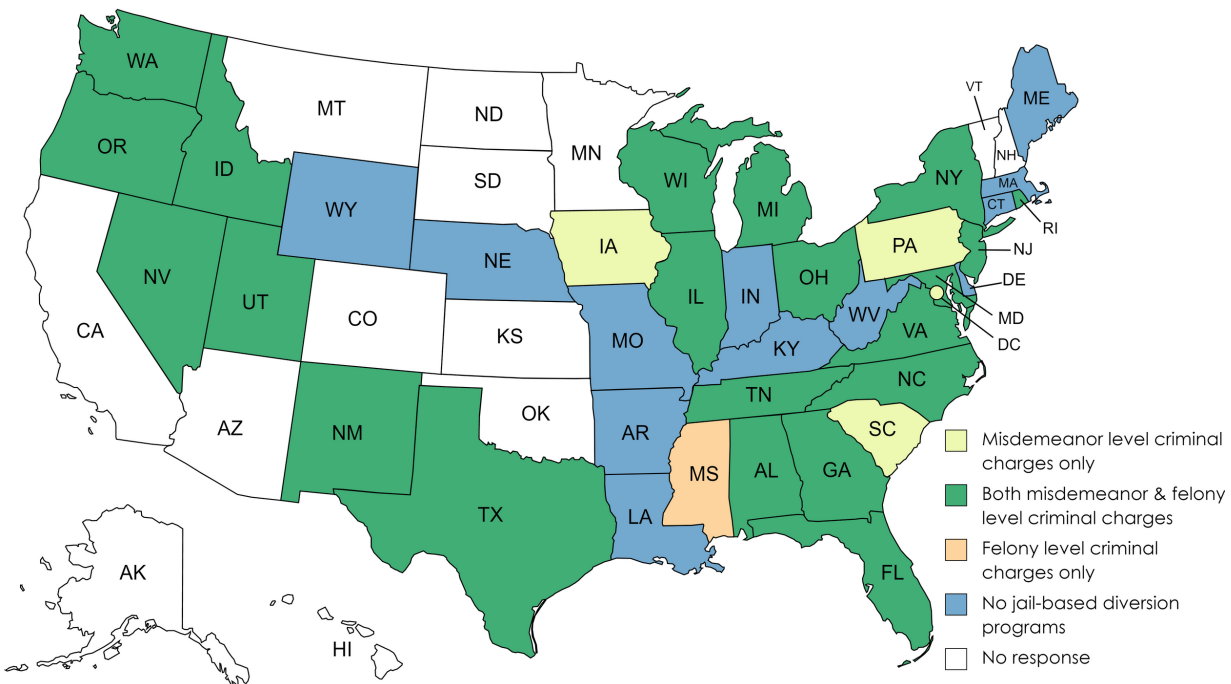 WA
MT
ND
MN
VT
ME
OR
ID
SD
WI
NH
NY
MA
WY
MI
CT
RI
IA
PA
NJ
NV
NE
OH
DE
UT
IL
IN
WV
MD
CA
CO
KS
MO
KY
VA
DC
AZ
NM
OK
TN
NC
AR
SC
MS
AL
GA
TX
LA
FL
AK
HI
Misdemeanor level criminal
charges only
Both misdemeanor & felony
level criminal charges
Felony level criminal
charges only
No jail-based diversion
programs
No response